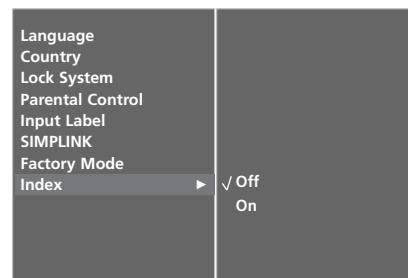 Language
Country
Lock System
Parental Control
Input Label
SIMPLINK
Factory Mode
Index ► √ Off
On